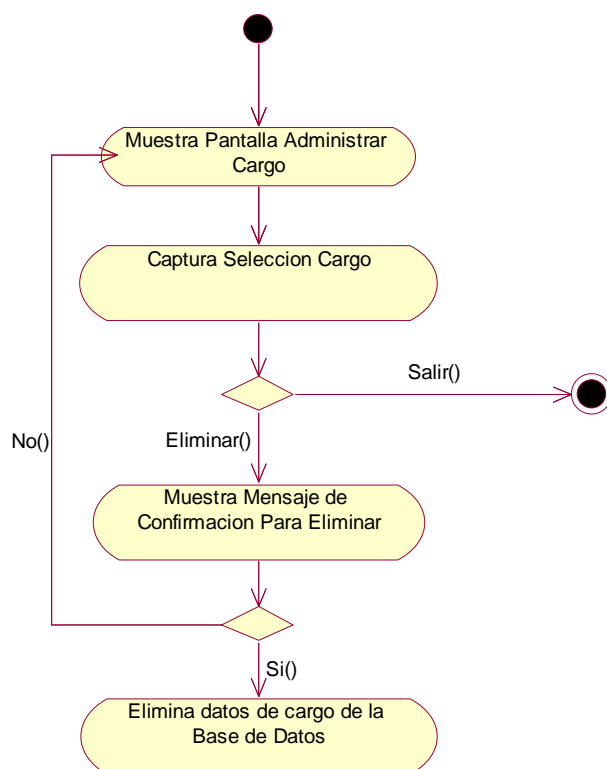 Muestra Pantalla Administrar
Cargo
Captura Seleccion Cargo
Salir()
No()
Eliminar()
Muestra Mensaje de
Confirmacion Para Eliminar
Si()
Elimina datos de cargo de la
Base de Datos